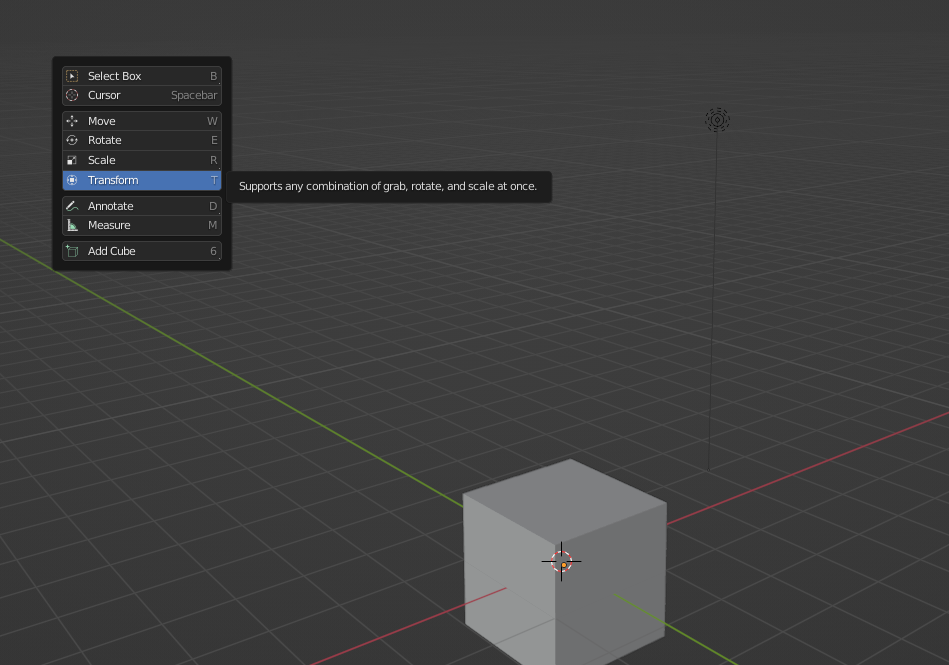 Select Box B
Cursor Spacebar
Move W
Rotate E
Scale R
Transform T
Supports any combination of grab, rotate, and scale at once.
Annotate D
Measure M
Add Cube 6